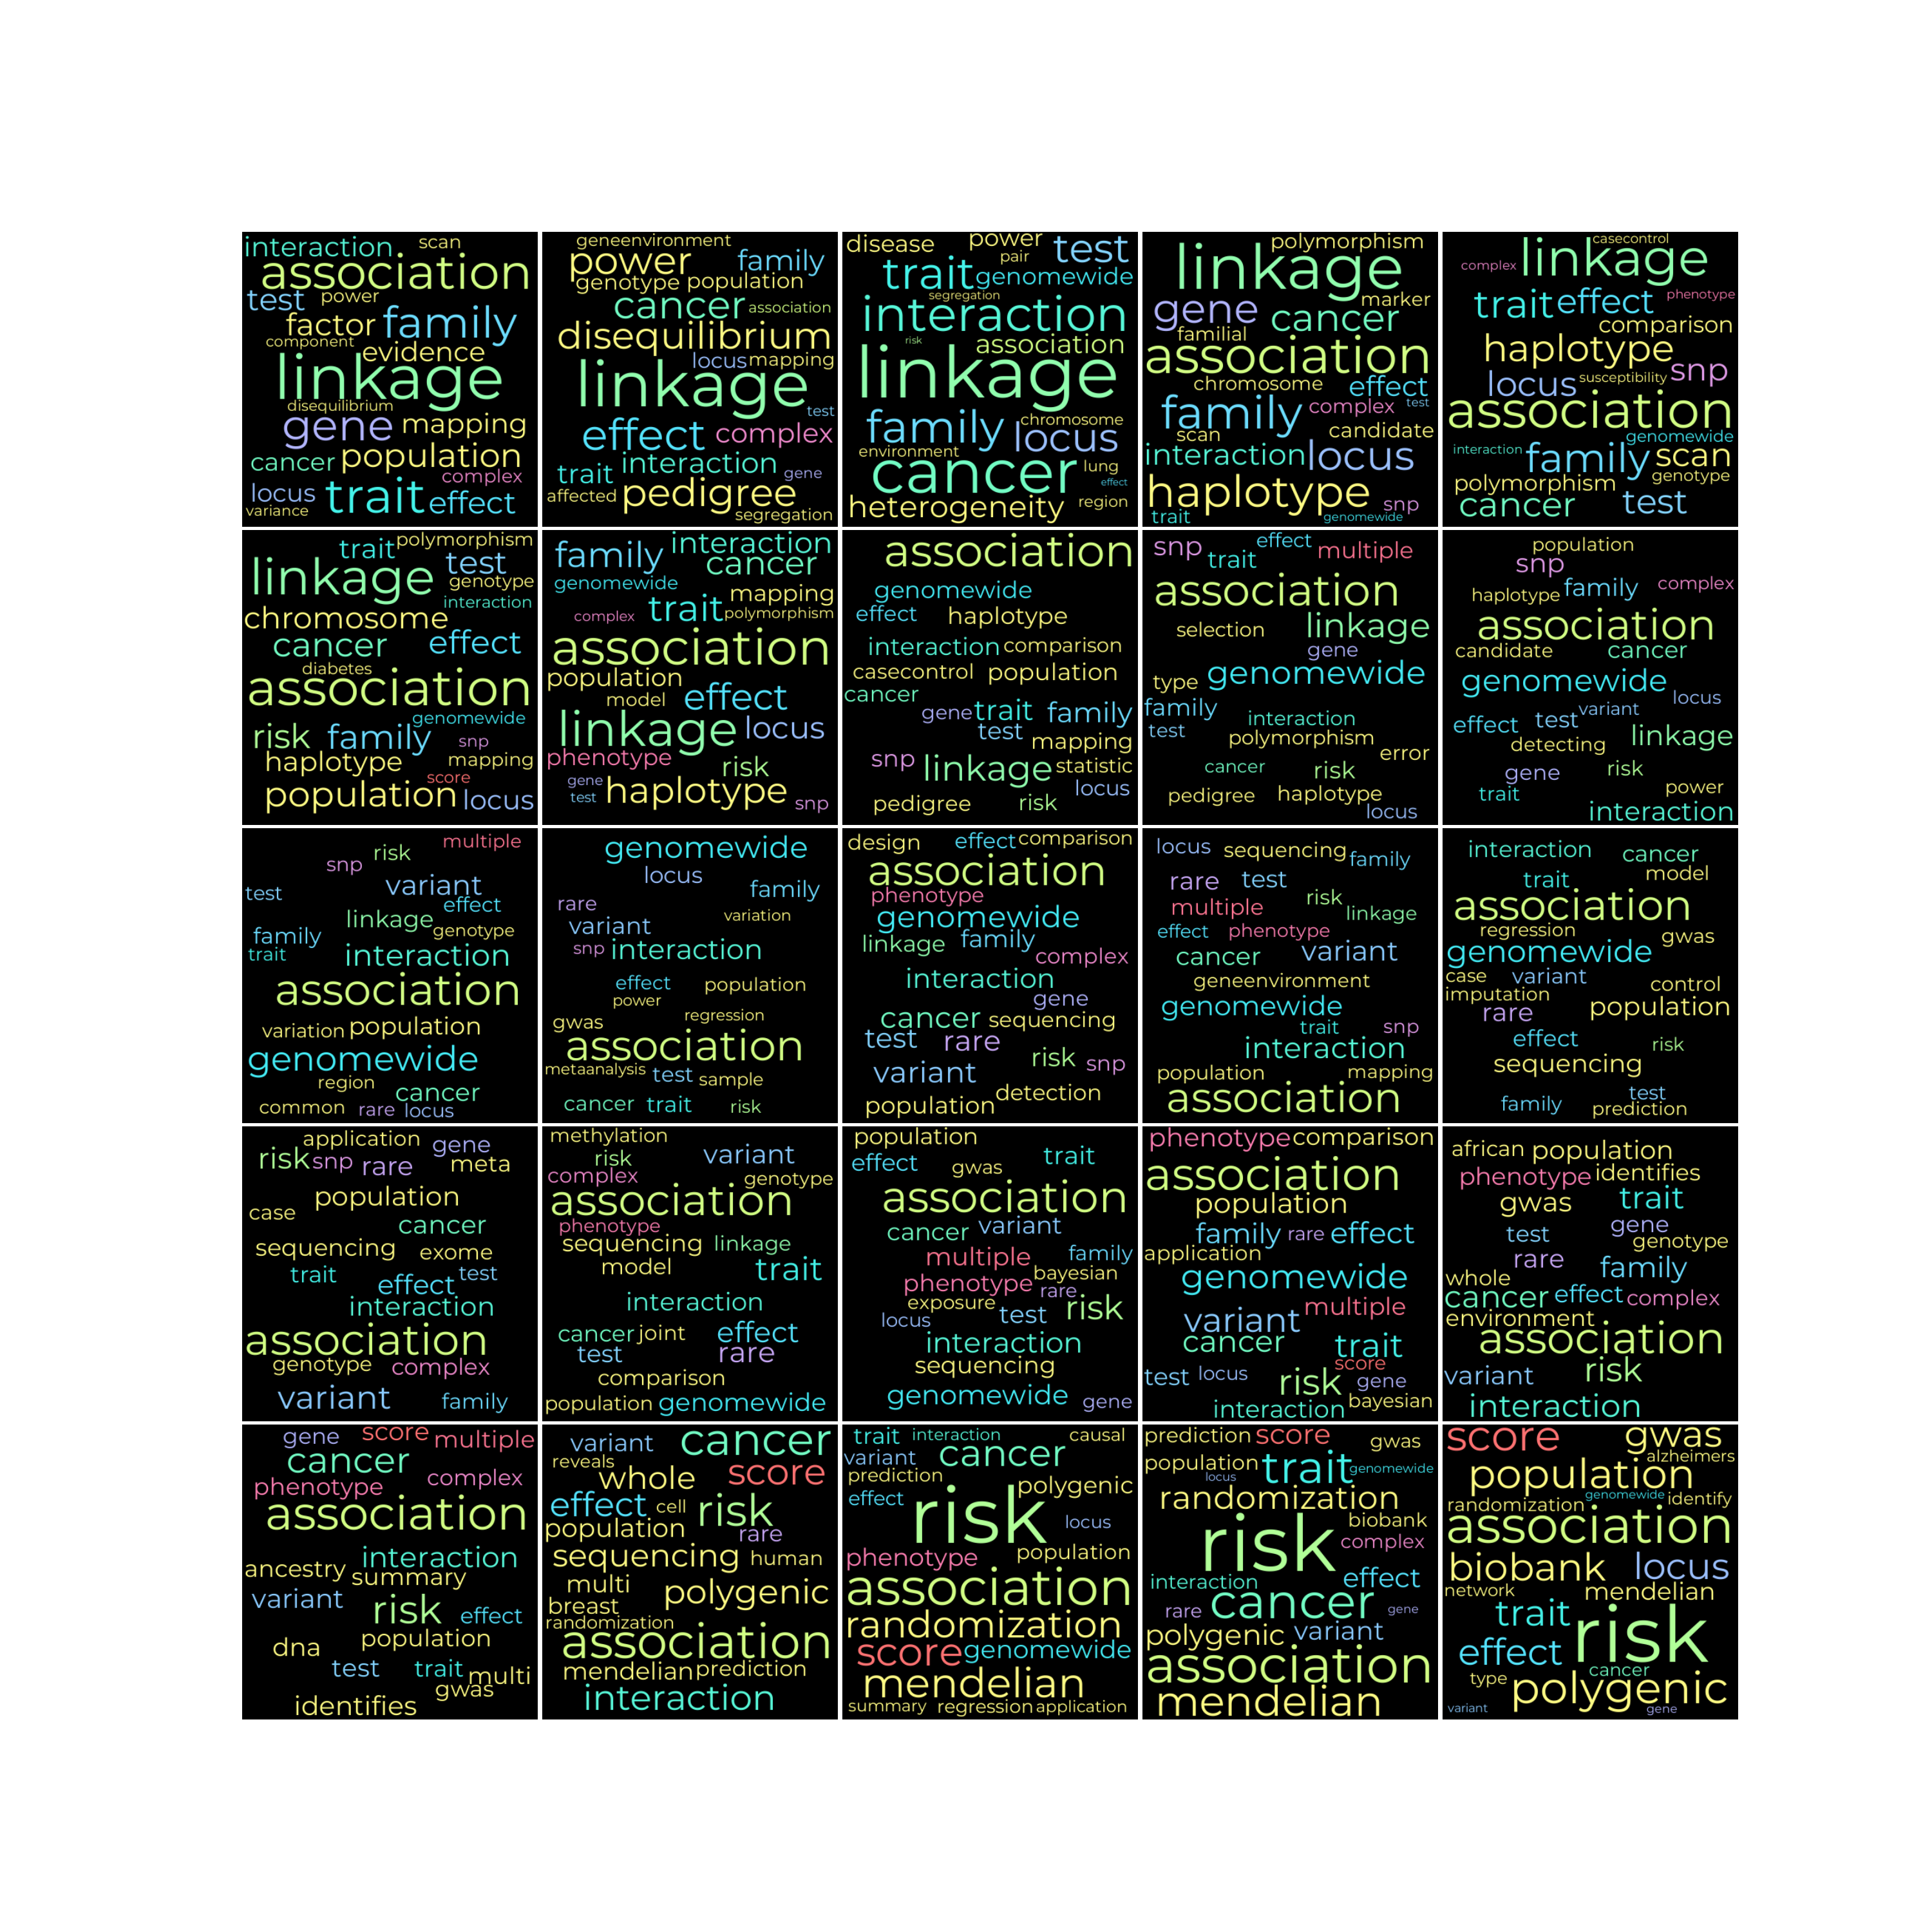 interaction scan
association
test power
factor family
component evidence
linkage
disequilibrium
gene mapping
cancer population
complex
locus trait effect
variance
geneenvironment
power family
genotype population
cancer association
disequilibrium
locus mapping
linkage
test
effect complex
trait interaction gene
affected pedigree
segregation
disease power test
pair
trait genomewide
segregation
interaction
risk association
linkage
chromosome
family locus
environment
cancer lung
effect
heterogeneity region
polymorphism
linkage
gene marker
cancer
familial
association
chromosome effect
family complex test
scan candidate
interaction locus
haplotype snp
trait genomewide
casecontrol
complex linkage
trait effect phenotype
comparison
haplotype
locus susceptibility snp
association
genomewide
interaction family scan
polymorphism genotype
cancer test
trait polymorphism
linkage test
genotype
chromosome interaction
cancer effect
diabetes
association
genomewide
risk family snp
haplotype mapping
score
population locus
family interaction
cancer
genomewide
mapping
complex trait polymorphism
association
population
model effect
linkage locus
phenotype
risk
gene
test haplotype snp
association
genomewide
effect haplotype
interaction comparison
casecontrol population
cancer
gene trait family
test mapping
snp linkage statistic
locus
pedigree risk
snp effect multiple
trait
association
selection linkage
gene
type genomewide
family
interaction
test polymorphism
error
cancer risk
pedigree haplotype
locus
population
snp
haplotype family complex
association
candidate cancer
genomewide
locus
effect test variant
detecting linkage
gene risk
trait power
interaction
multiple
risk
snp
test variant
effect
linkage genotype
family
trait interaction
association
variation population
genomewide
region
cancer
common rare locus
genomewide
locus
family
rare
variant variation
snp interaction
effect population
power
gwas regression
association
metaanalysis test sample
cancer trait risk
design effect comparison
association
phenotype
genomewide
linkage family
complex
interaction
gene
cancer sequencing
test rare
risk snp
variant
detection
population
locus sequencing family
rare test
multiple risk
linkage
effect phenotype
cancer variant
geneenvironment
genomewide
trait snp
interaction
population mapping
association
interaction cancer
trait model
association
regression gwas
genomewide
case variant control
imputation
rare population
effect risk
sequencing
test
family prediction
application gene
risk snp rare meta
population
case
cancer
sequencing exome
trait test
effect
interaction
association
genotype complex
variant family
methylation
risk variant
complex genotype
association
phenotype
sequencing linkage
model trait
interaction
cancer joint effect
test rare
comparison
population genomewide
population
effect gwas trait
association
cancer variant
multiple family
phenotype bayesian
rare
exposure
locus test risk
interaction
sequencing
genomewide gene
phenotype comparison
association
population
family rare effect
application
genomewide
variant multiple
cancer trait
score
test locus risk gene
interaction bayesian
african population
phenotype identifies
gwas trait
test gene
genotype
rare family
whole
cancer effect complex
environment
association
variant risk
interaction
gene score multiple
cancer
phenotype complex
association
interaction
ancestry summary
variant risk effect
dna population
test trait multi
gwas
identifies
variant cancer
reveals
whole score
effect cell risk
population rare
sequencing human
multi polygenic
breast
randomization
association
mendelian prediction
interaction
trait interaction causal
variant cancer
prediction
polygenic
effect risk
locus
phenotype population
association
randomization
score genomewide
mendelian
summary regression application
prediction score gwas
population trait genomewide
locus
randomization
biobank
risk complex
interaction effect
rare cancer gene
polygenic variant
association
mendelian
score gwas
alzheimers
population
randomization genomewide identify
association
biobank locus
network mendelian
trait risk
effect
cancer
type polygenic
variant gene